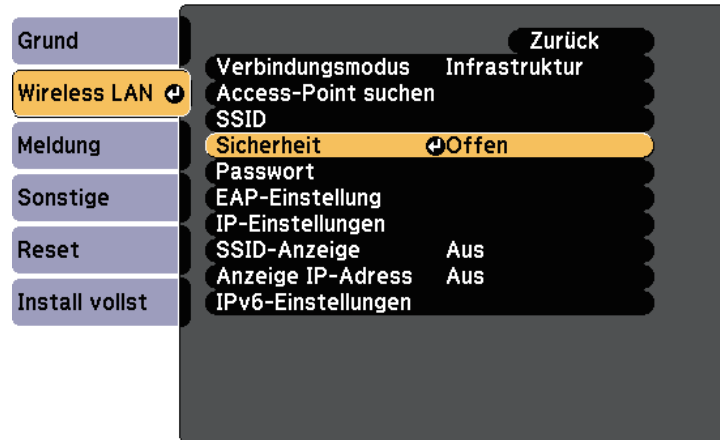 Grund
Wireless LAN
Meldung
Sonstige
Reset
Install vollst
Zurück
Verbindungsmodus Infrastruktur
Access-Point suchen
SSID
Sicherheit Offen
Passwort
EAP-Einstellung
IP-Einstellungen
SSID-Anzeige Aus
Anzeige IP-Adress Aus
IPv6-Einstellungen